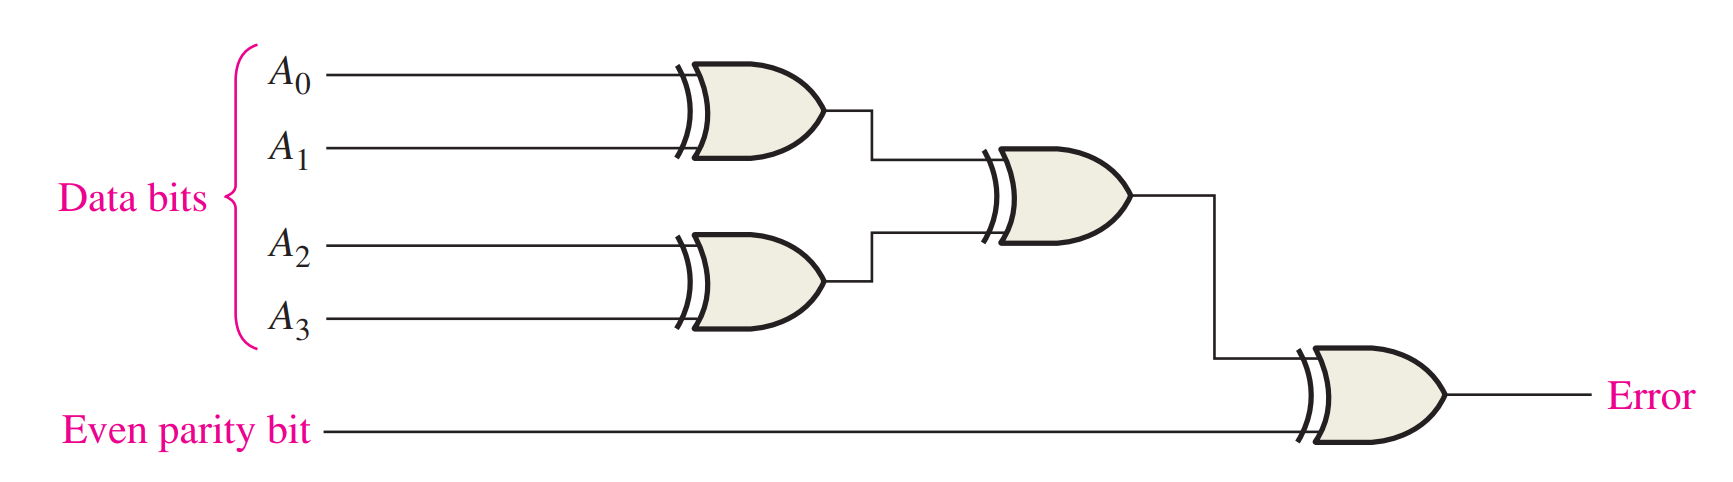 A₀
A₁
Data bits
A₂
A₃
Even parity bit
Error